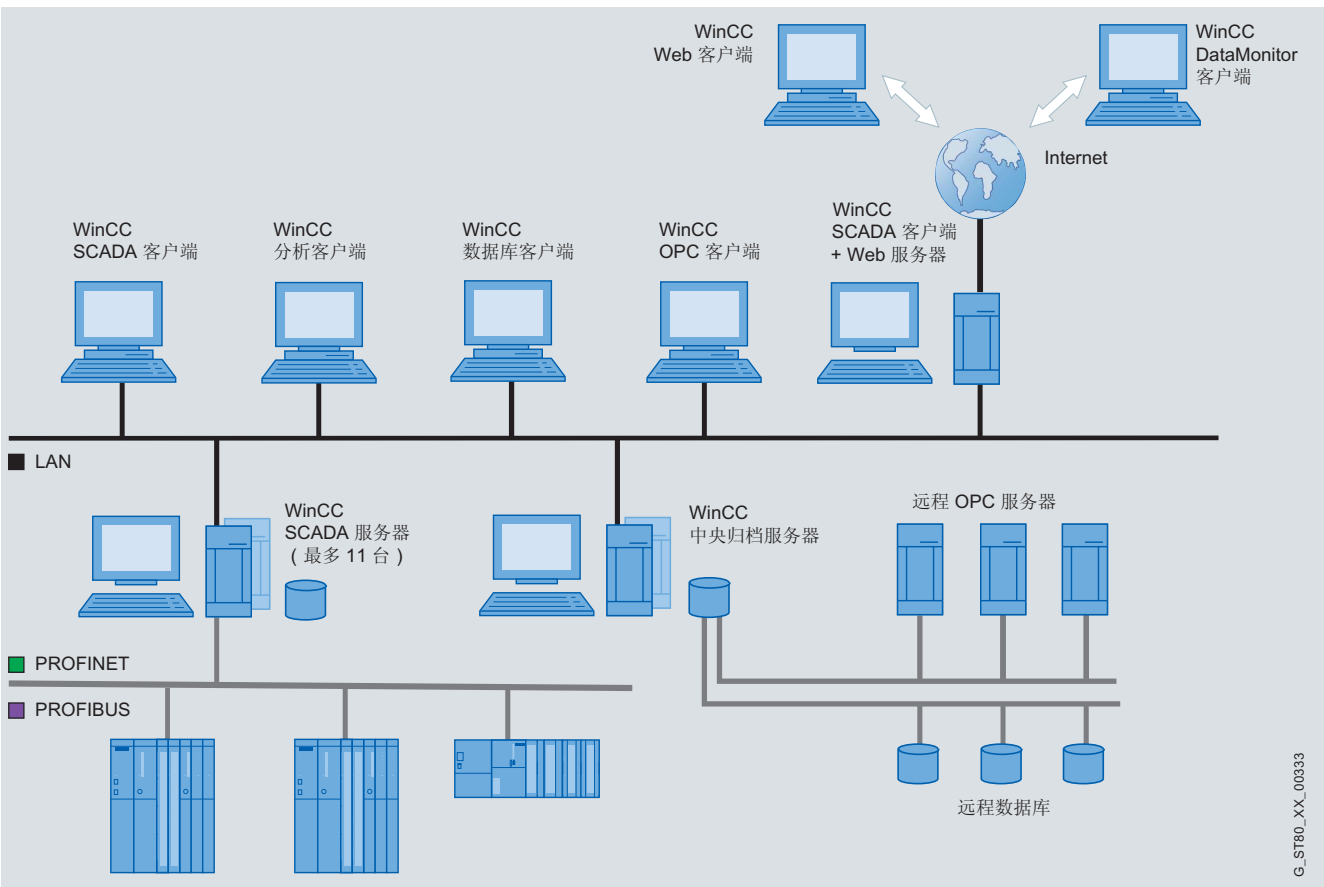 WinCC
Web 客户端
WinCC
DataMonitor
客户端
Internet
WinCC
SCADA 客户端
WinCC
分析客户端
WinCC
数据库客户端
WinCC
OPC 客户端
WinCC
SCADA 客户端
+ Web 服务器
LAN
WinCC
SCADA 服务器
( 最多 11 台 )
WinCC
中央归档服务器
远程 OPC 服务器
PROFINET
PROFIBUS
远程数据库
G_ST80_XX_00333